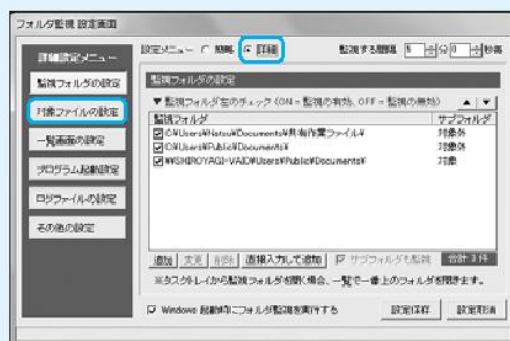 フォルダ監視 設定画面
詳細設定メニュー
設定メニュー 簡略 詳細
監視する間隔 5 分 0 秒毎
監視フォルダの設定
対象ファイルの設定
一覧画面の設定
プログラム起動設定
ログファイルの設定
その他の設定
監視フォルダの設定
▼ 監視フォルダ左のチェック (ON = 監視の有効, OFF = 監視の無効) ▲ ▼
監視フォルダ サブフォルダ
C:¥Users¥Natsu¥Documents¥共有作業ファイル¥ 対象外
C:¥Users¥Public¥Documents¥ 対象外
¥¥SHIROYAGI-VAIO¥Users¥Public¥Documents¥ 対象
追加 変更 削除 直接入力して追加 サブフォルダも監視 合計 3 件
※タスクトレイから監視フォルダを開く場合、一覧で一番上のフォルダを開きます。
Windows 起動時にフォルダ監視を実行する 設定保存 設定取消